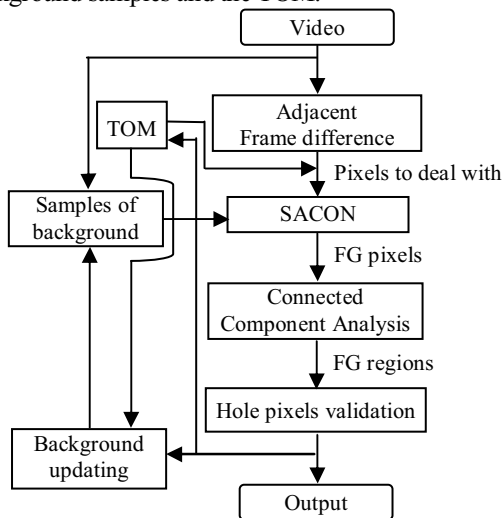 ground samples and the TOM.
Video
Adjacent
Frame difference
TOM
Pixels to deal with
Samples of
background
SACON
FG pixels
Connected
Component Analysis
FG regions
Hole pixels validation
Background
updating
Output